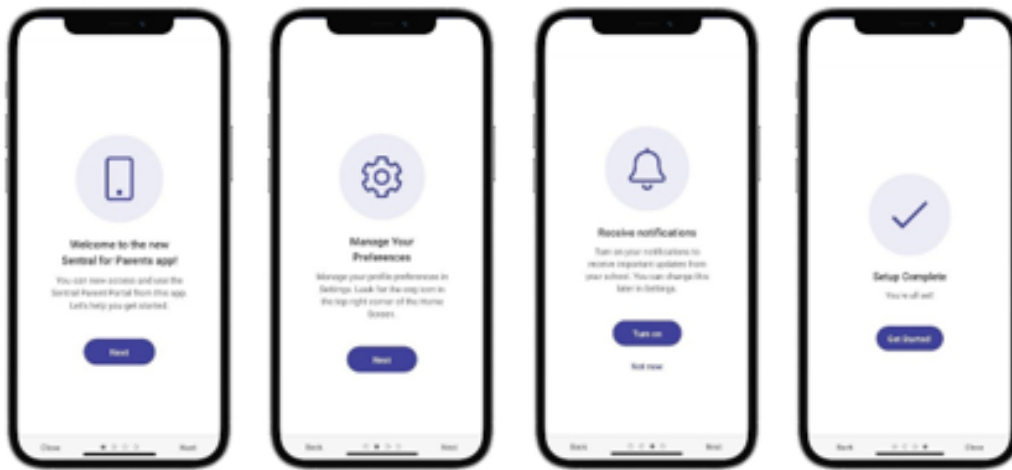 Welcome to the new
Sentral for Parents app!
You can now access and use the
Sentral Parent Portal from this app.
Let's help you get started.
Next
Close
Next
Manage Your
Preferences
Manage your profile preferences in
Settings. Look for the cog icon in
the top right corner of the Home
Screen.
Next
Back
Next
Receive notifications
Turn on your notifications to
receive important updates from
your school. You can change this
later in Settings.
Turn on
Not now
Back
Next
Setup Complete
You're all set!
Get Started
Back
Close